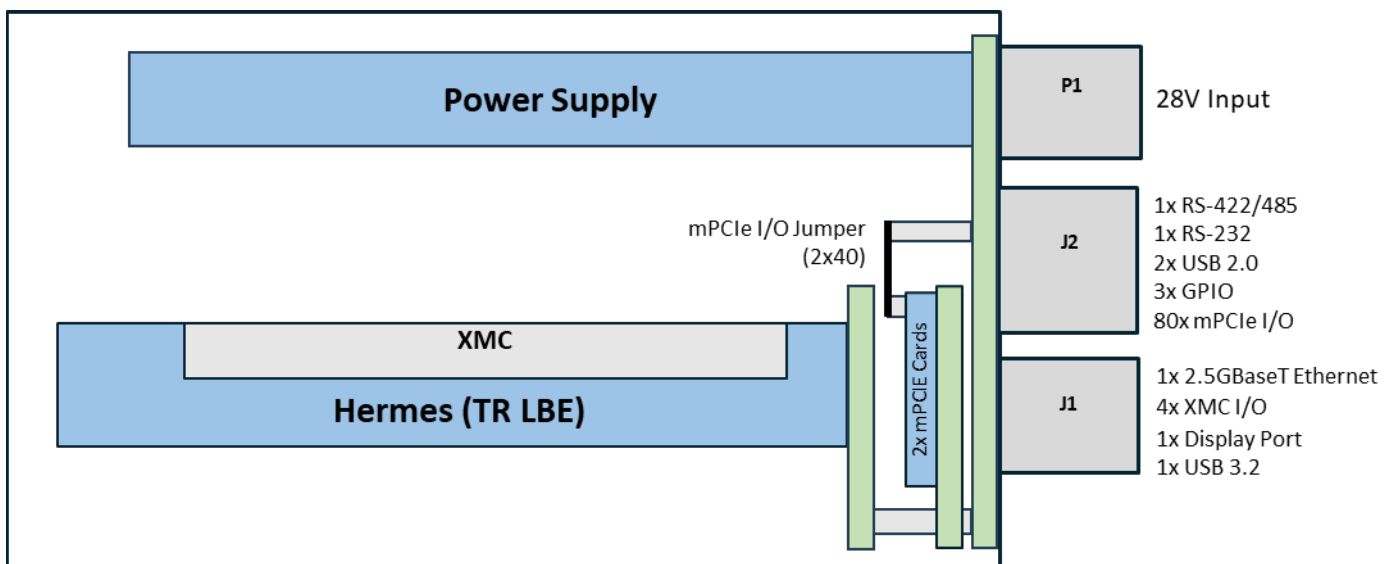 Power Supply
P1
28V Input
mPCIe I/O Jumper
(2x40)
J2
1x RS-422/485
1x RS-232
2x USB 2.0
3x GPIO
80x mPCIe I/O
XMC
Hermes (TR LBE)
2x mPCIE Cards
J1
1x 2.5GBaseT Ethernet
4x XMC I/O
1x Display Port
1x USB 3.2